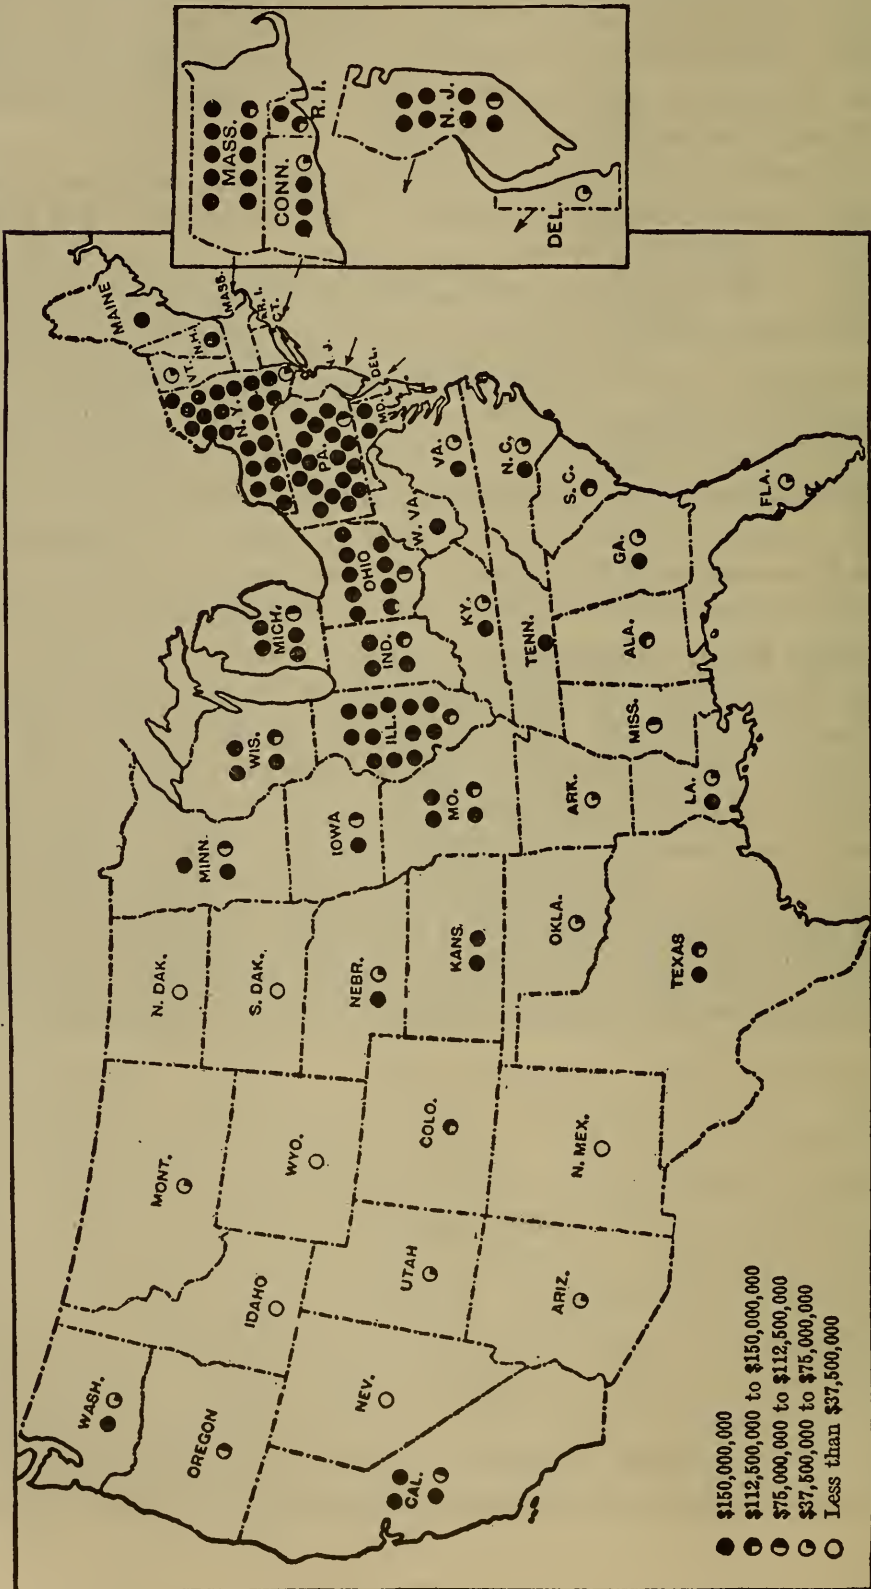 WASH.
OREGON
CAL.
NEV.
IDAHO
MONT.
WYO.
UTAH
ARIZ.
COLO.
N. MEX.
N. DAK.
S. DAK.
NEBR.
KANS.
OKLA.
TEXAS
MINN.
IOWA
MO.
ARK.
LA.
WIS.
ILL.
MICH.
IND.
OHIO
KY.
TENN.
MISS.
ALA.
GA.
FLA.
S. C.
N. C.
VA.
W. VA.
PA.
N. Y.
MD.
DEL.
N. J.
CT.
R. I.
MASS.
VT.
N.H.
MAINE
MASS.
CONN.
R. I.
N. J.
DEL.
$150,000,000
$112,500,000 to $150,000,000
$75,000,000 to $112,500,000
$37,500,000 to $75,000,000
Less than $37,500,000